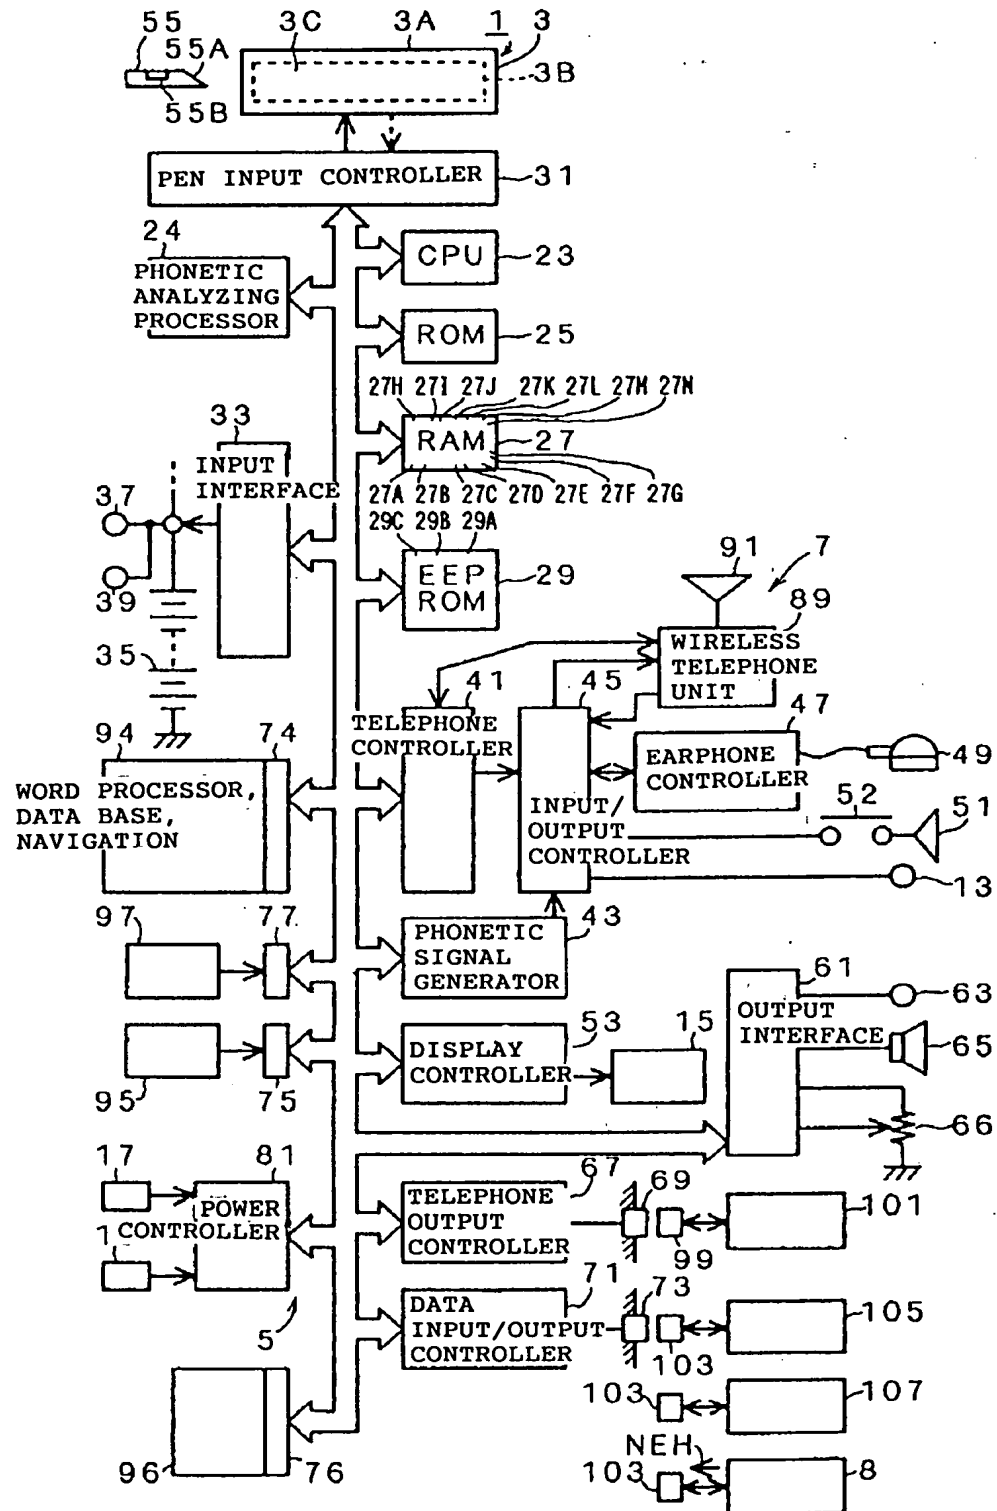 55
3C
3A
1
3
55A
3B
55B
PEN INPUT CONTROLLER
31
24
PHONETIC
ANALYZING
PROCESSOR
CPU
23
ROM
25
27H 27I 27J 27K 27L 27M 27N
RAM
27
27A 27B 27C 27D 27E 27F 27G
29C 29B 29A
EEP
ROM
29
33
INPUT
INTERFACE
37
39
35
91
7
89
WIRELESS
TELEPHONE
UNIT
41
TELEPHONE
CONTROLLER
45
INPUT/
OUTPUT
CONTROLLER
47
EARPHONE
CONTROLLER
49
52
51
13
94
74
WORD PROCESSOR,
DATA BASE,
NAVIGATION
97
77
PHONETIC
SIGNAL
GENERATOR
43
61
OUTPUT
INTERFACE
63
65
66
95
75
DISPLAY
CONTROLLER
53
15
17
81
POWER
CONTROLLER
1
5
TELEPHONE
OUTPUT
CONTROLLER
67
69
99
101
DATA
INPUT/OUTPUT
CONTROLLER
71
73
103
105
103
107
NEH
103
8
96
76